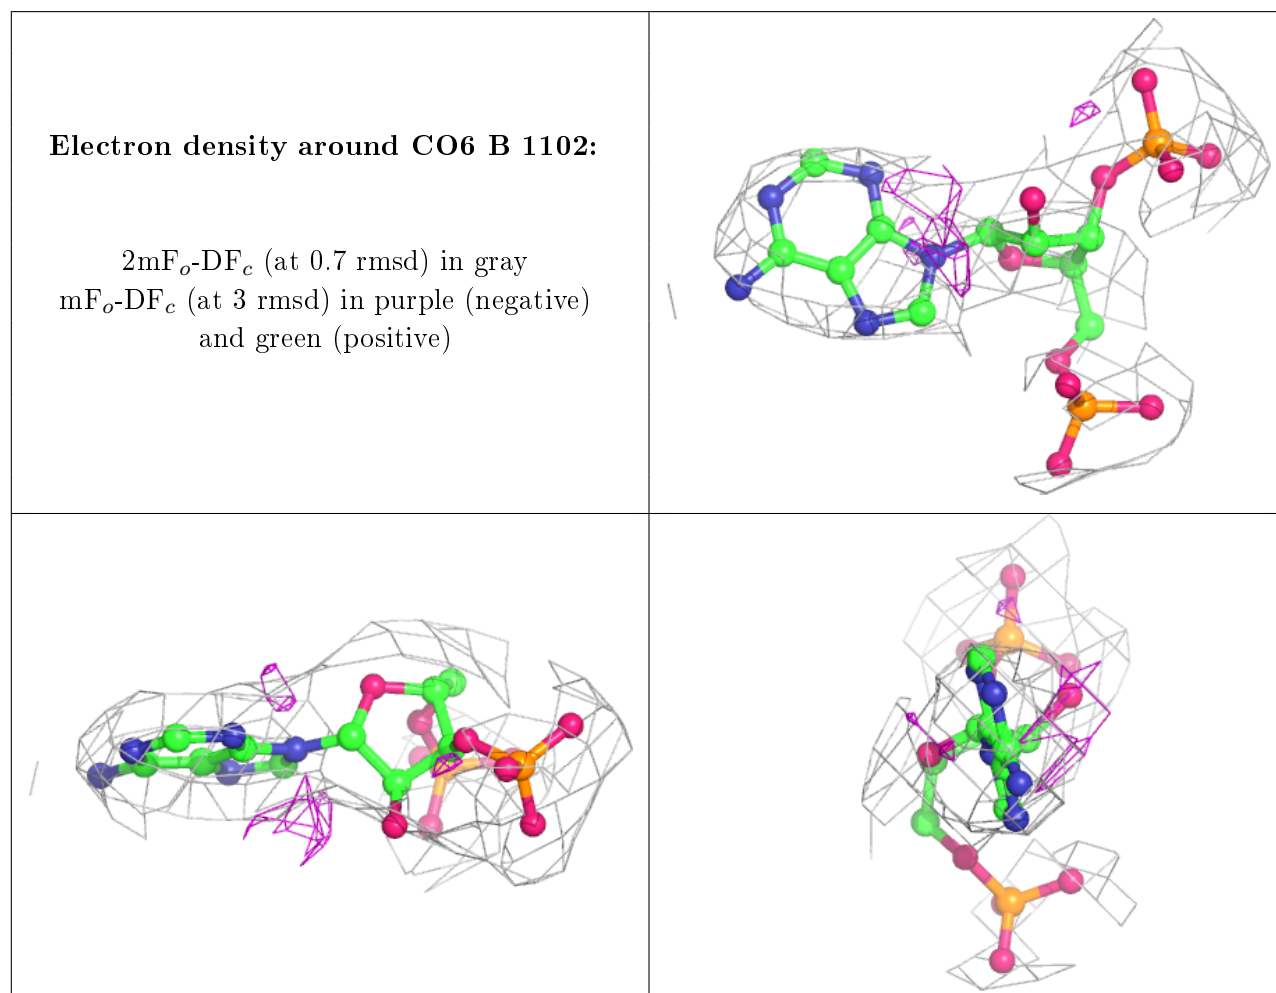 Electron density around CO6 B 1102:
2mFo-DFc (at 0.7 rmsd) in gray
mFo-DFc (at 3 rmsd) in purple (negative)
and green (positive)